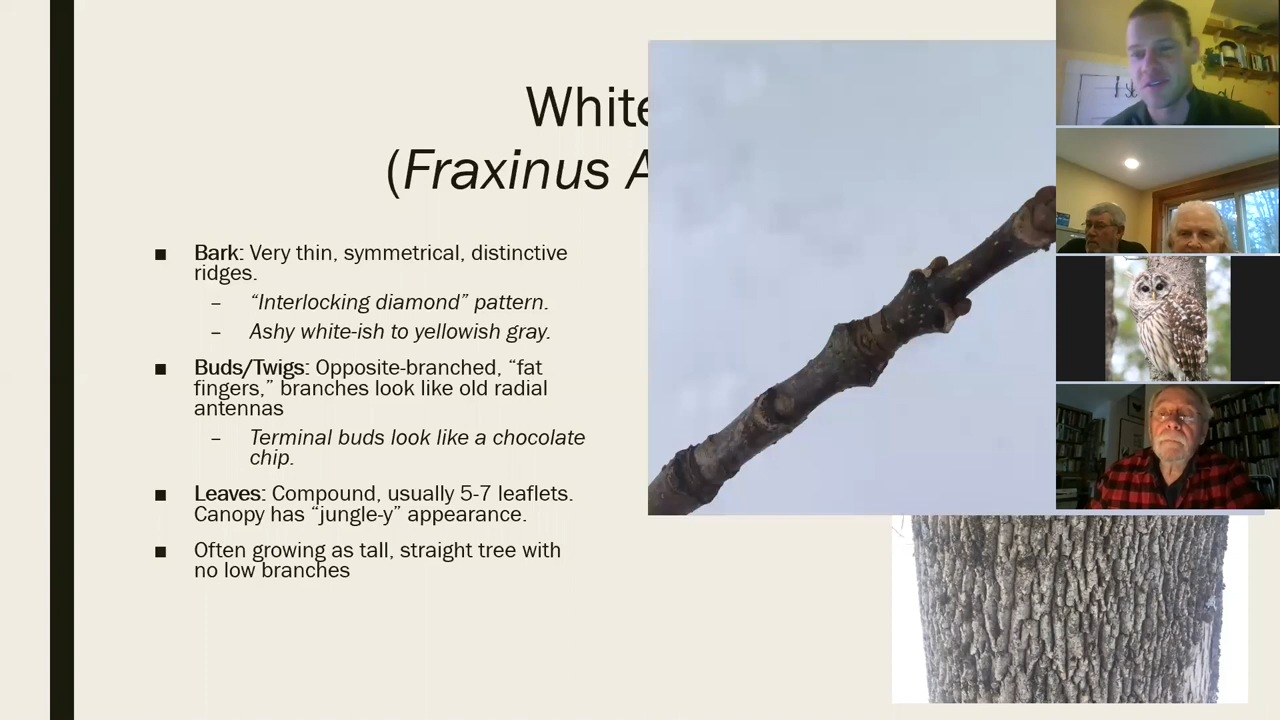 White
(Fraxinus A
■ Bark: Very thin, symmetrical, distinctive
ridges.
– “Interlocking diamond” pattern.
– Ashy white-ish to yellowish gray.
■ Buds/Twigs: Opposite-branched, “fat
fingers,” branches look like old radial
antennas
– Terminal buds look like a chocolate
chip.
■ Leaves: Compound, usually 5-7 leaflets.
Canopy has “jungle-y” appearance.
■ Often growing as tall, straight tree with
no low branches